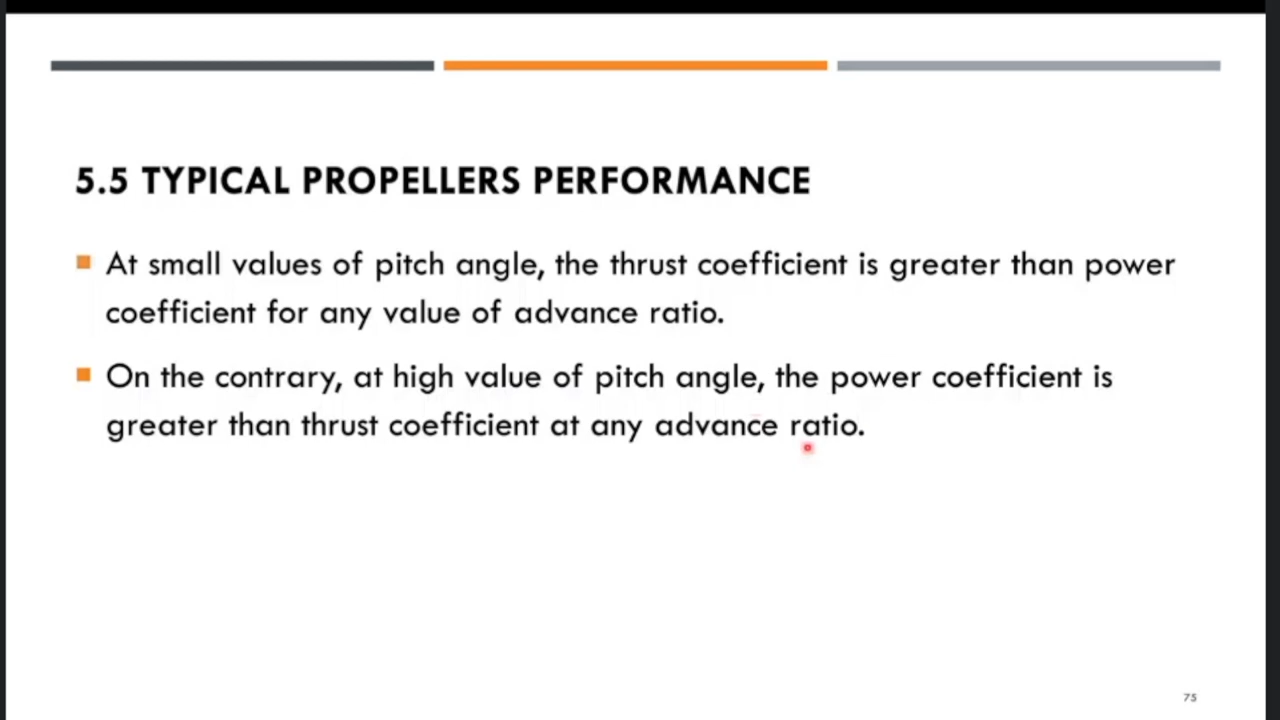 5.5 TYPICAL PROPELLERS PERFORMANCE
At small values of pitch angle, the thrust coefficient is greater than power
coefficient for any value of advance ratio.
On the contrary, at high value of pitch angle, the power coefficient is
greater than thrust coefficient at any advance ratio.
75